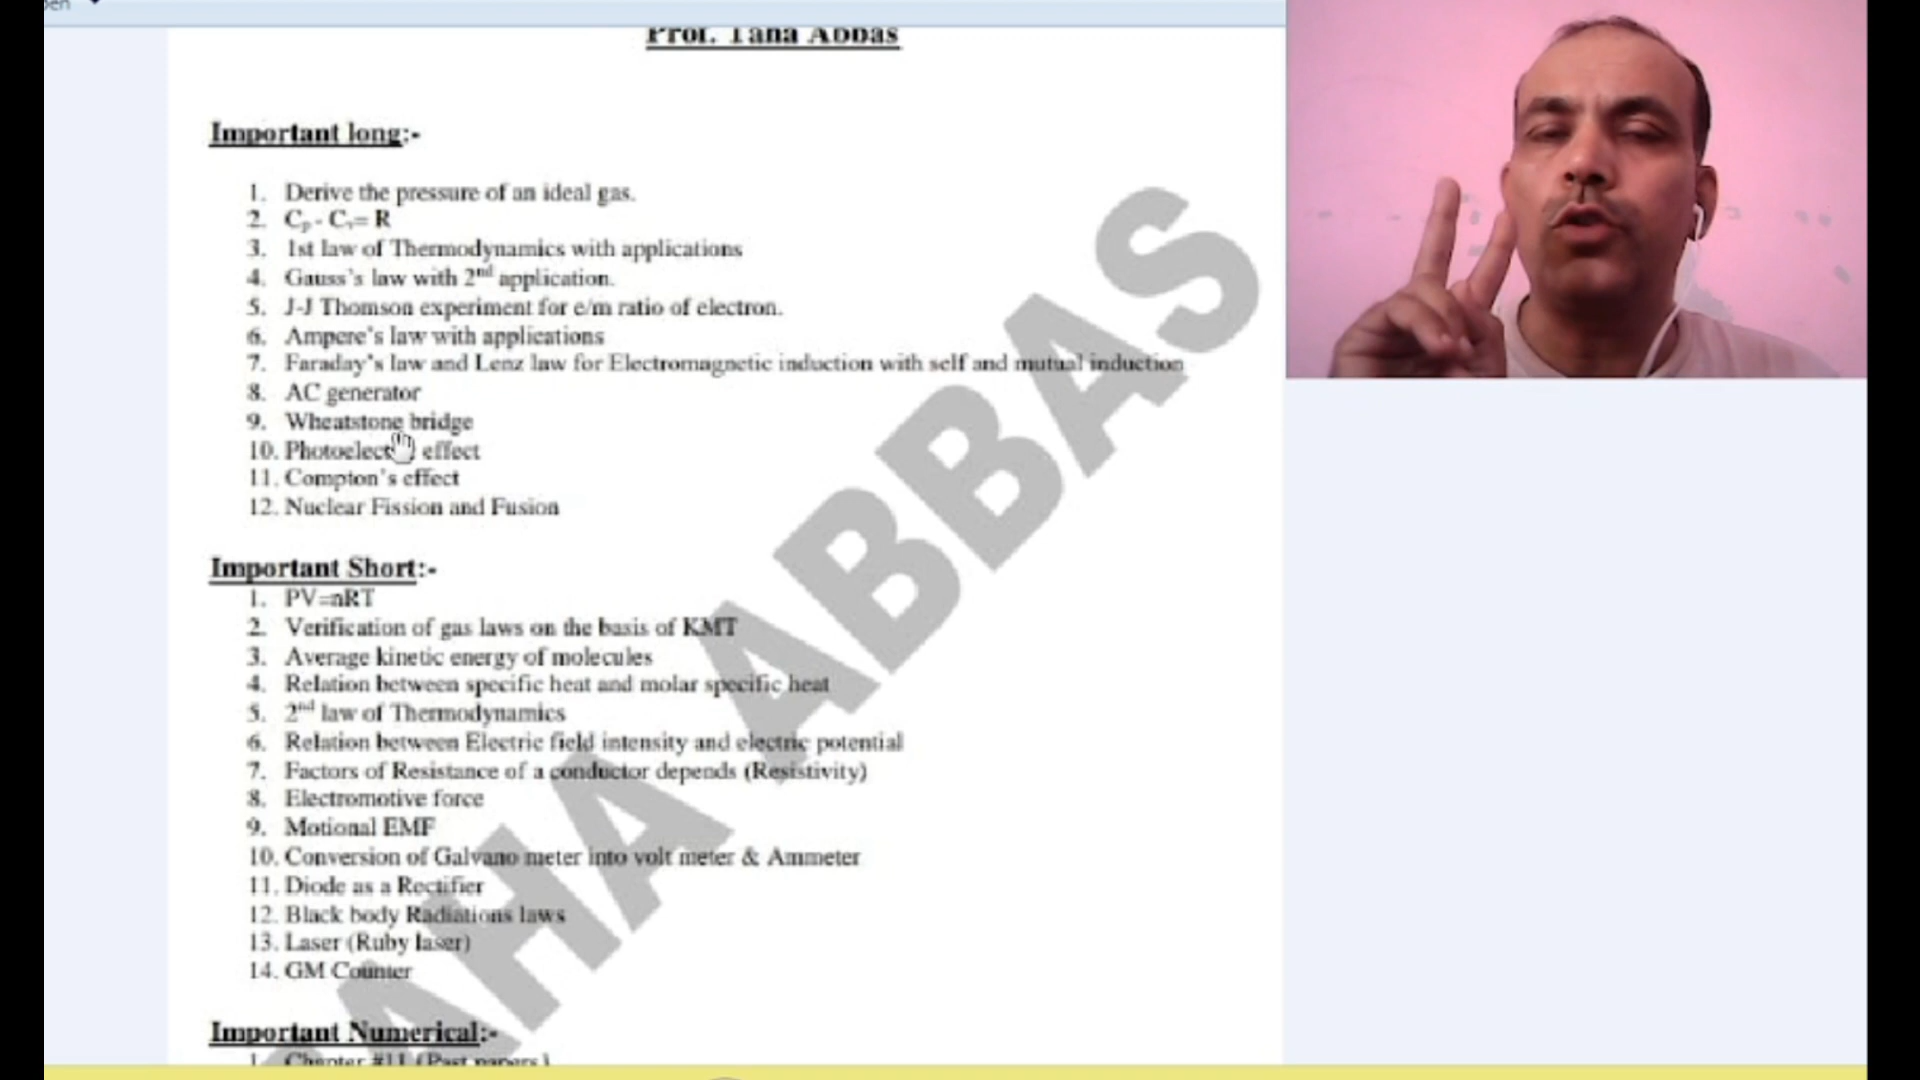 Prof. Taha Abbas
Important long:-
1. Derive the pressure of an ideal gas.
2. Cp - Cv= R
3. 1st law of Thermodynamics with applications
4. Gauss's law with 2nd application.
5. J-J Thomson experiment for e/m ratio of electron.
6. Ampere's law with applications
7. Faraday's law and Lenz law for Electromagnetic induction with self and mutual induction
8. AC generator
9. Wheatstone bridge
10. effect
11. Compton's effect
12. Nuclear Fission and Fusion
Important Short:-
1. PV=nRT
2. Verification of gas laws on the basis of KMT
3. Average kinetic energy of molecules
4. Relation between specific heat and molar specific heat
5. 2nd law of Thermodynamics
6. Relation between Electric field intensity and electric potential
7. Factors of Resistance of a conductor depends (Resistivity)
8. Electromotive force
9. Motional EMF
10. Conversion of Galvano meter into volt meter & Ammeter
11. Diode as a Rectifier
12. Black body Radiations laws
13. Laser (Ruby laser)
14. GM Counter
Important Numerical:-
1. Chapter #11 (Past papers)
AHA ABBAS